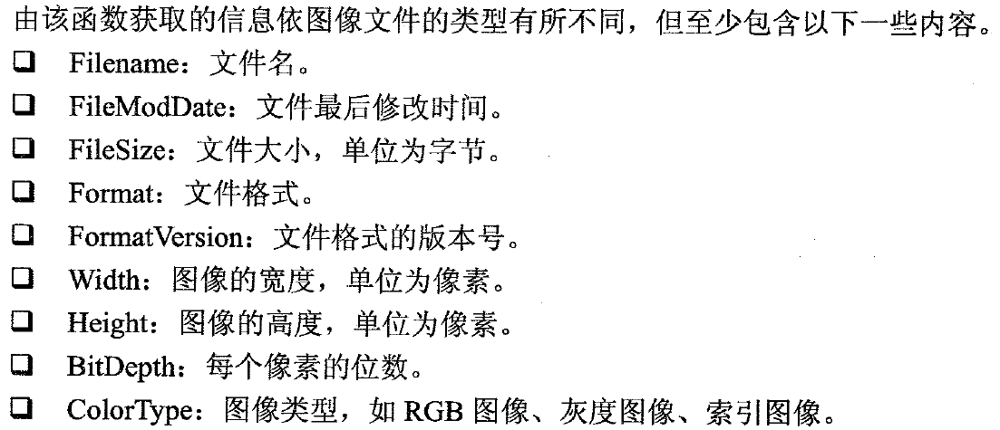 由该函数获取的信息依图像文件的类型有所不同，但至少包含以下一些内容。
❑ Filename：文件名。
❑ FileModDate：文件最后修改时间。
❑ FileSize：文件大小，单位为字节。
❑ Format：文件格式。
❑ FormatVersion：文件格式的版本号。
❑ Width：图像的宽度，单位为像素。
❑ Height：图像的高度，单位为像素。
❑ BitDepth：每个像素的位数。
❑ ColorType：图像类型，如 RGB 图像、灰度图像、索引图像。